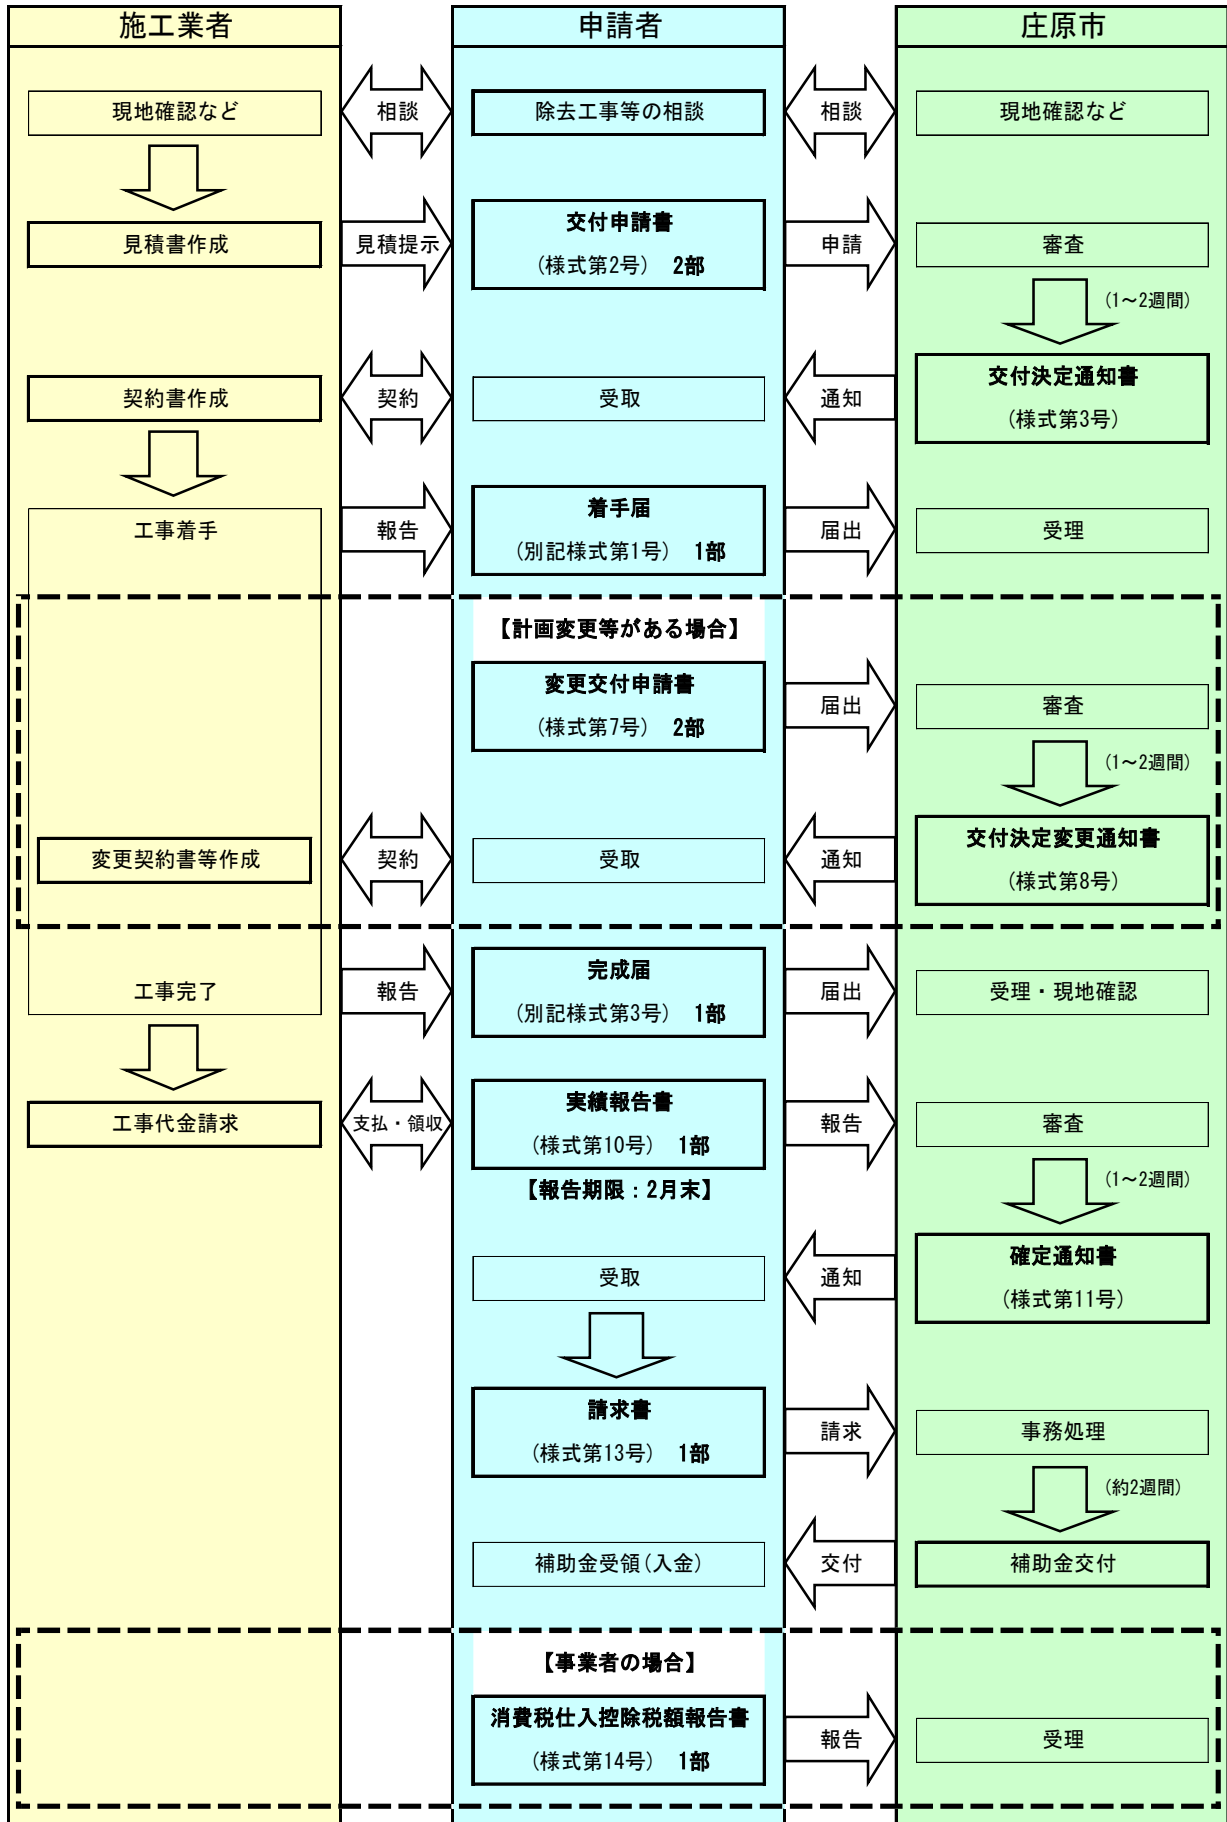 施工業者 申請者 庄原市
現地確認など 相談 除去工事等の相談 相談 現地確認など
見積書作成 見積提示 交付申請書 申請 審査
(様式第2号) 2部
(1～2週間)
契約書作成 契約 受取 通知 交付決定通知書
(様式第3号)
工事着手 報告 着手届 届出 受理
(別記様式第1号) 1部
【計画変更等がある場合】
変更交付申請書 届出 審査
(様式第7号) 2部
(1～2週間)
変更契約書等作成 契約 受取 通知 交付決定変更通知書
(様式第8号)
工事完了 報告 完成届 届出 受理・現地確認
(別記様式第3号) 1部
工事代金請求 支払・領収 実績報告書 報告 審査
(様式第10号) 1部
【報告期限：2月末】
(1～2週間)
受取 通知 確定通知書
(様式第11号)
請求書 請求 事務処理
(様式第13号) 1部
(約2週間)
補助金受領(入金) 交付 補助金交付
【事業者の場合】
消費税仕入控除税額報告書 報告 受理
(様式第14号) 1部